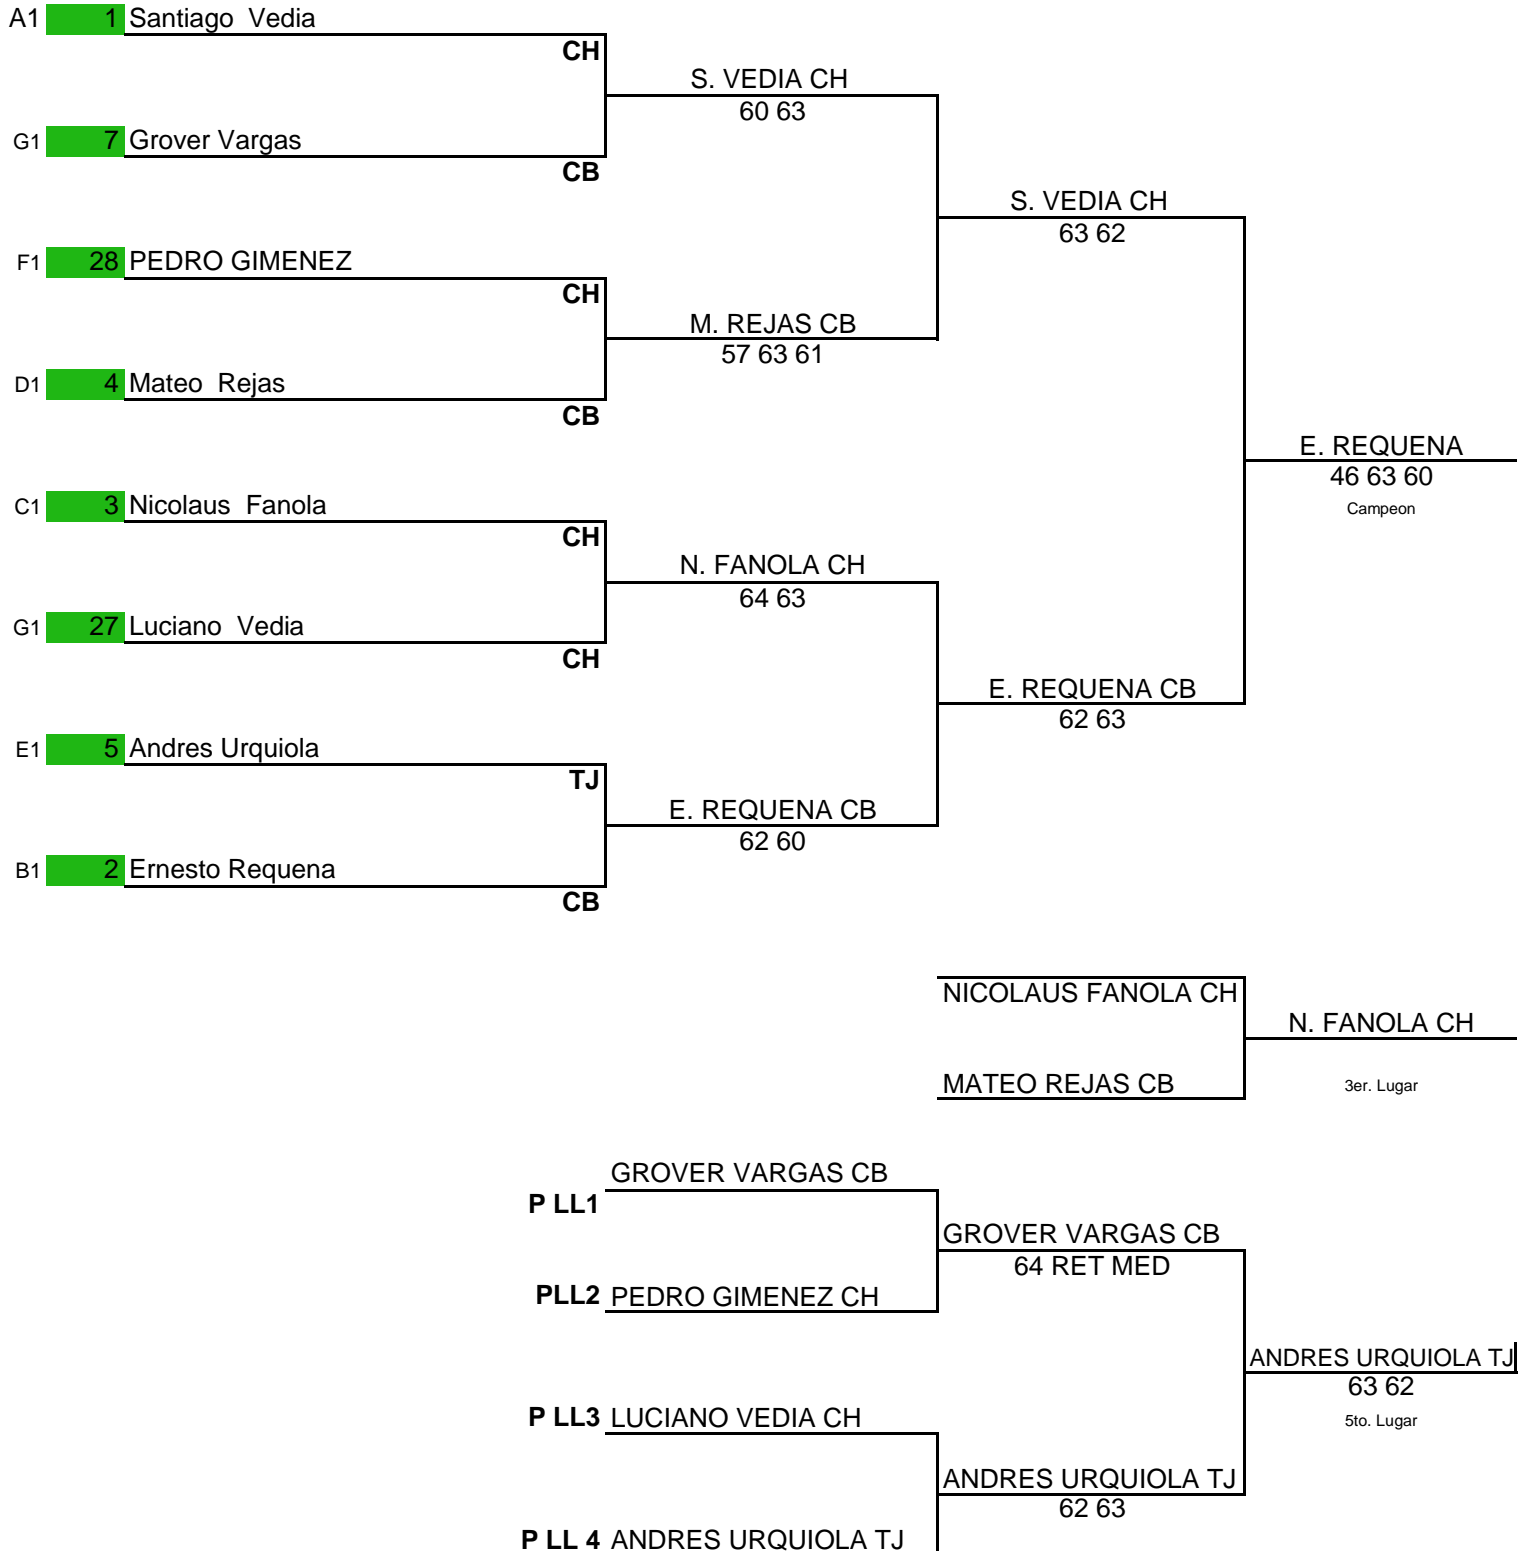 A1 1 Santiago Vedia
CH
S. VEDIA CH
60 63
G1 7 Grover Vargas
CB
S. VEDIA CH
63 62
F1 28 PEDRO GIMENEZ
CH
M. REJAS CB
57 63 61
D1 4 Mateo Rejas
CB
E. REQUENA
46 63 60
Campeon
C1 3 Nicolaus Fanola
CH
N. FANOLA CH
64 63
G1 27 Luciano Vedia
CH
E. REQUENA CB
62 63
E1 5 Andres Urquiola
TJ
E. REQUENA CB
62 60
B1 2 Ernesto Requena
CB
NICOLAUS FANOLA CH
N. FANOLA CH
MATEO REJAS CB
3er. Lugar
GROVER VARGAS CB
P LL1
GROVER VARGAS CB
64 RET MED
PLL2 PEDRO GIMENEZ CH
ANDRES URQUIOLA TJ
63 62
5to. Lugar
P LL3 LUCIANO VEDIA CH
ANDRES URQUIOLA TJ
62 63
P LL 4 ANDRES URQUIOLA TJ